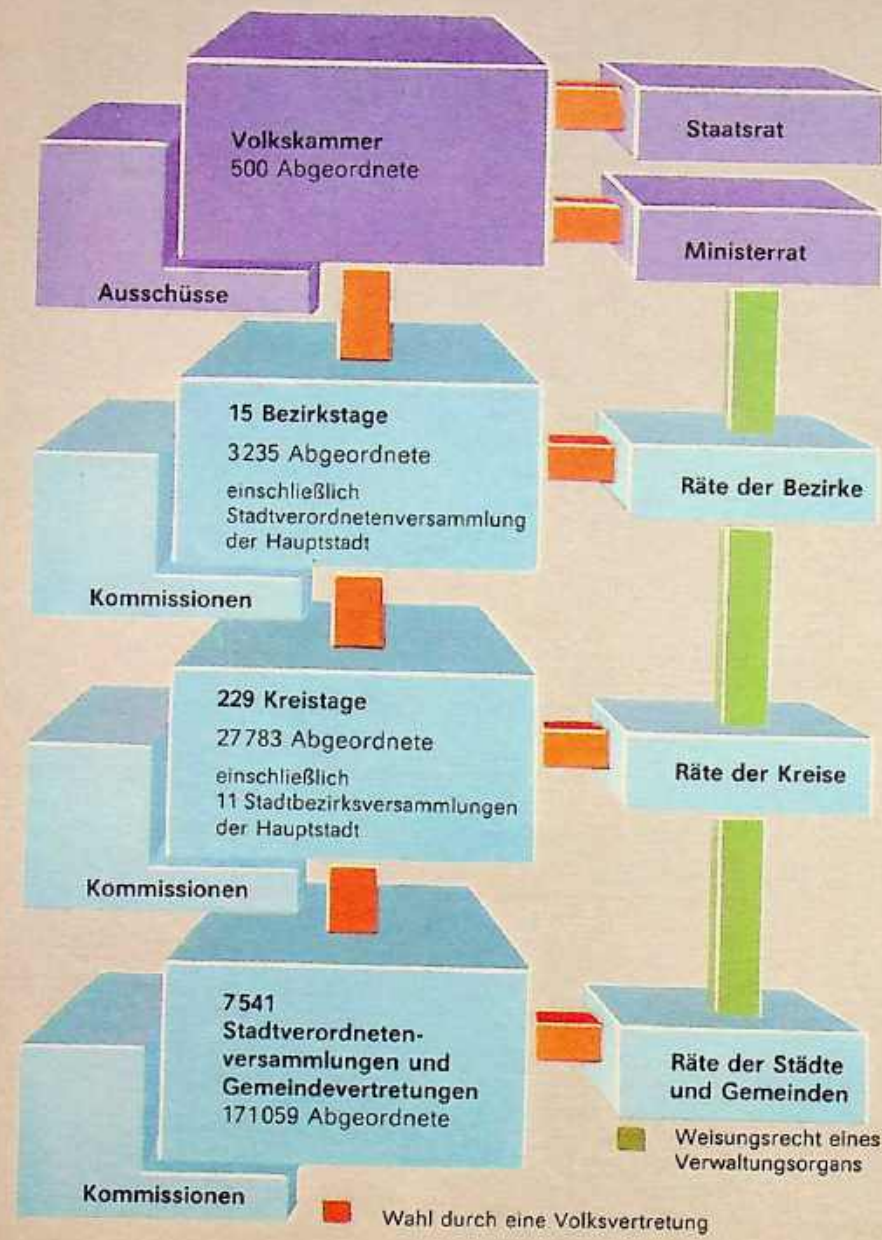 Volkskammer
500 Abgeordnete
Staatsrat
Ministerrat
Ausschüsse
15 Bezirkstage
3235 Abgeordnete
einschließlich
Stadtverordnetenversammlung
der Hauptstadt
Räte der Bezirke
Kommissionen
229 Kreistage
27783 Abgeordnete
einschließlich
11 Stadtbezirksversammlungen
der Hauptstadt
Räte der Kreise
Kommissionen
7541
Stadtverordneten-
versammlungen und
Gemeindevertretungen
171059 Abgeordnete
Räte der Städte
und Gemeinden
Kommissionen
Weisungsrecht eines
Verwaltungsorgans
Wahl durch eine Volksvertretung